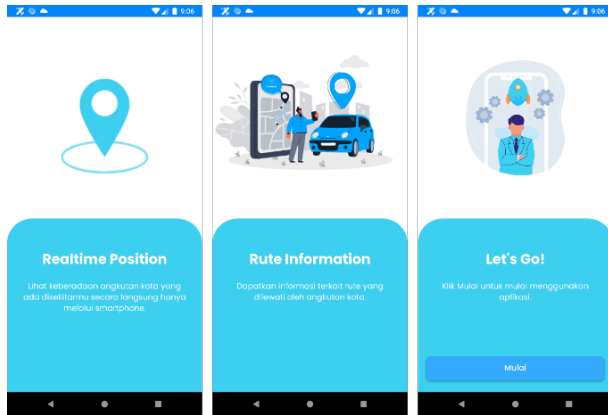 9:06
Realtime Position
Lihat keberadaan angkutan kota yang
ada disekitarmu secara langsung hanya
melalui smartphone.
9:06
Rute Information
Dapatkan informasi terkait rute yang
dilewati oleh angkutan kota.
9:06
Let's Go!
Klik Mulai untuk mulai menggunakan
aplikasi.
Mulai